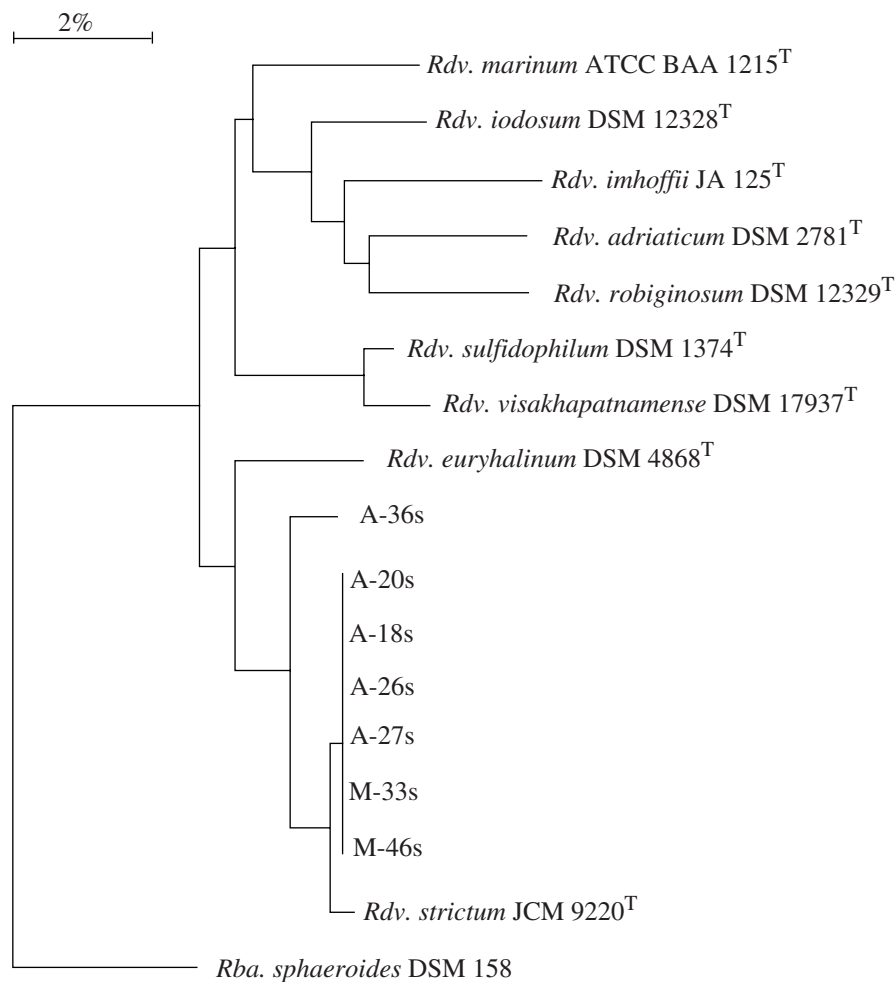 2%
Rdv. marinum ATCC BAA 1215T
Rdv. iodosum DSM 12328T
Rdv. imhoffii JA 125T
Rdv. adriaticum DSM 2781T
Rdv. robiginosum DSM 12329T
Rdv. sulfidophilum DSM 1374T
Rdv. visakhapatnamense DSM 17937T
Rdv. euryhalinum DSM 4868T
A-36s
A-20s
A-18s
A-26s
A-27s
M-33s
M-46s
Rdv. strictum JCM 9220T
Rba. sphaeroides DSM 158